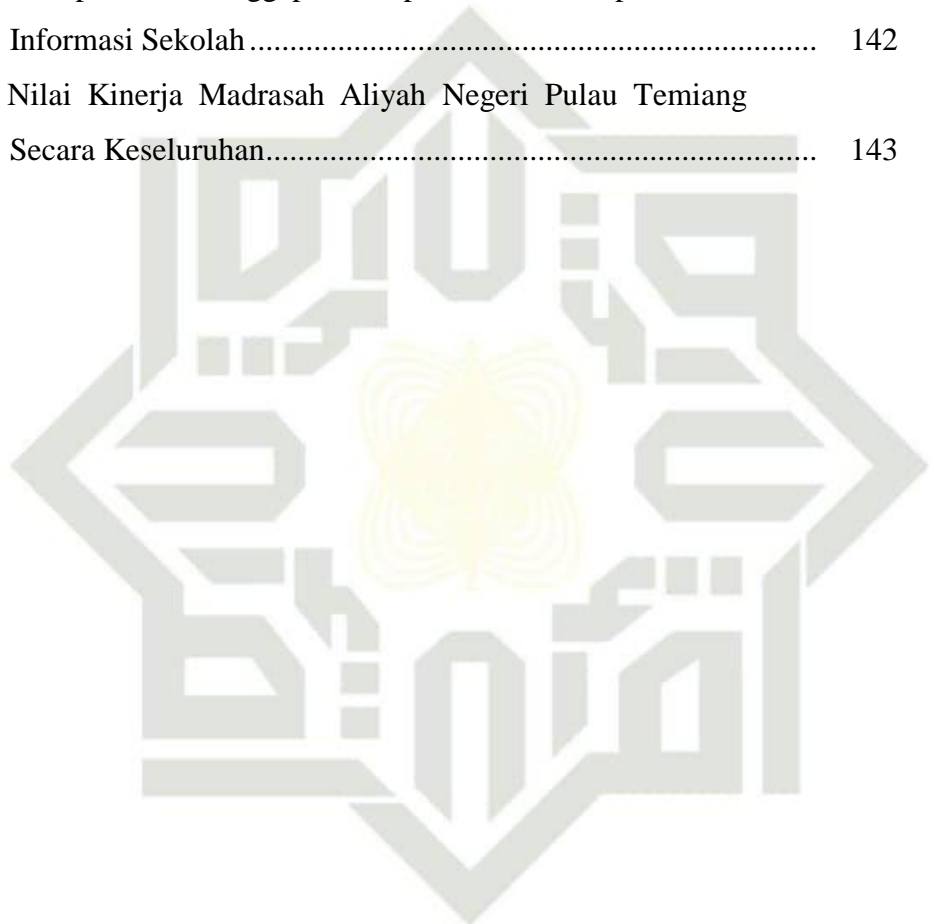 Informasi Sekolah ..................................................................... 142
Nilai Kinerja Madrasah Aliyah Negeri Pulau Temiang
Secara Keseluruhan................................................................... 143